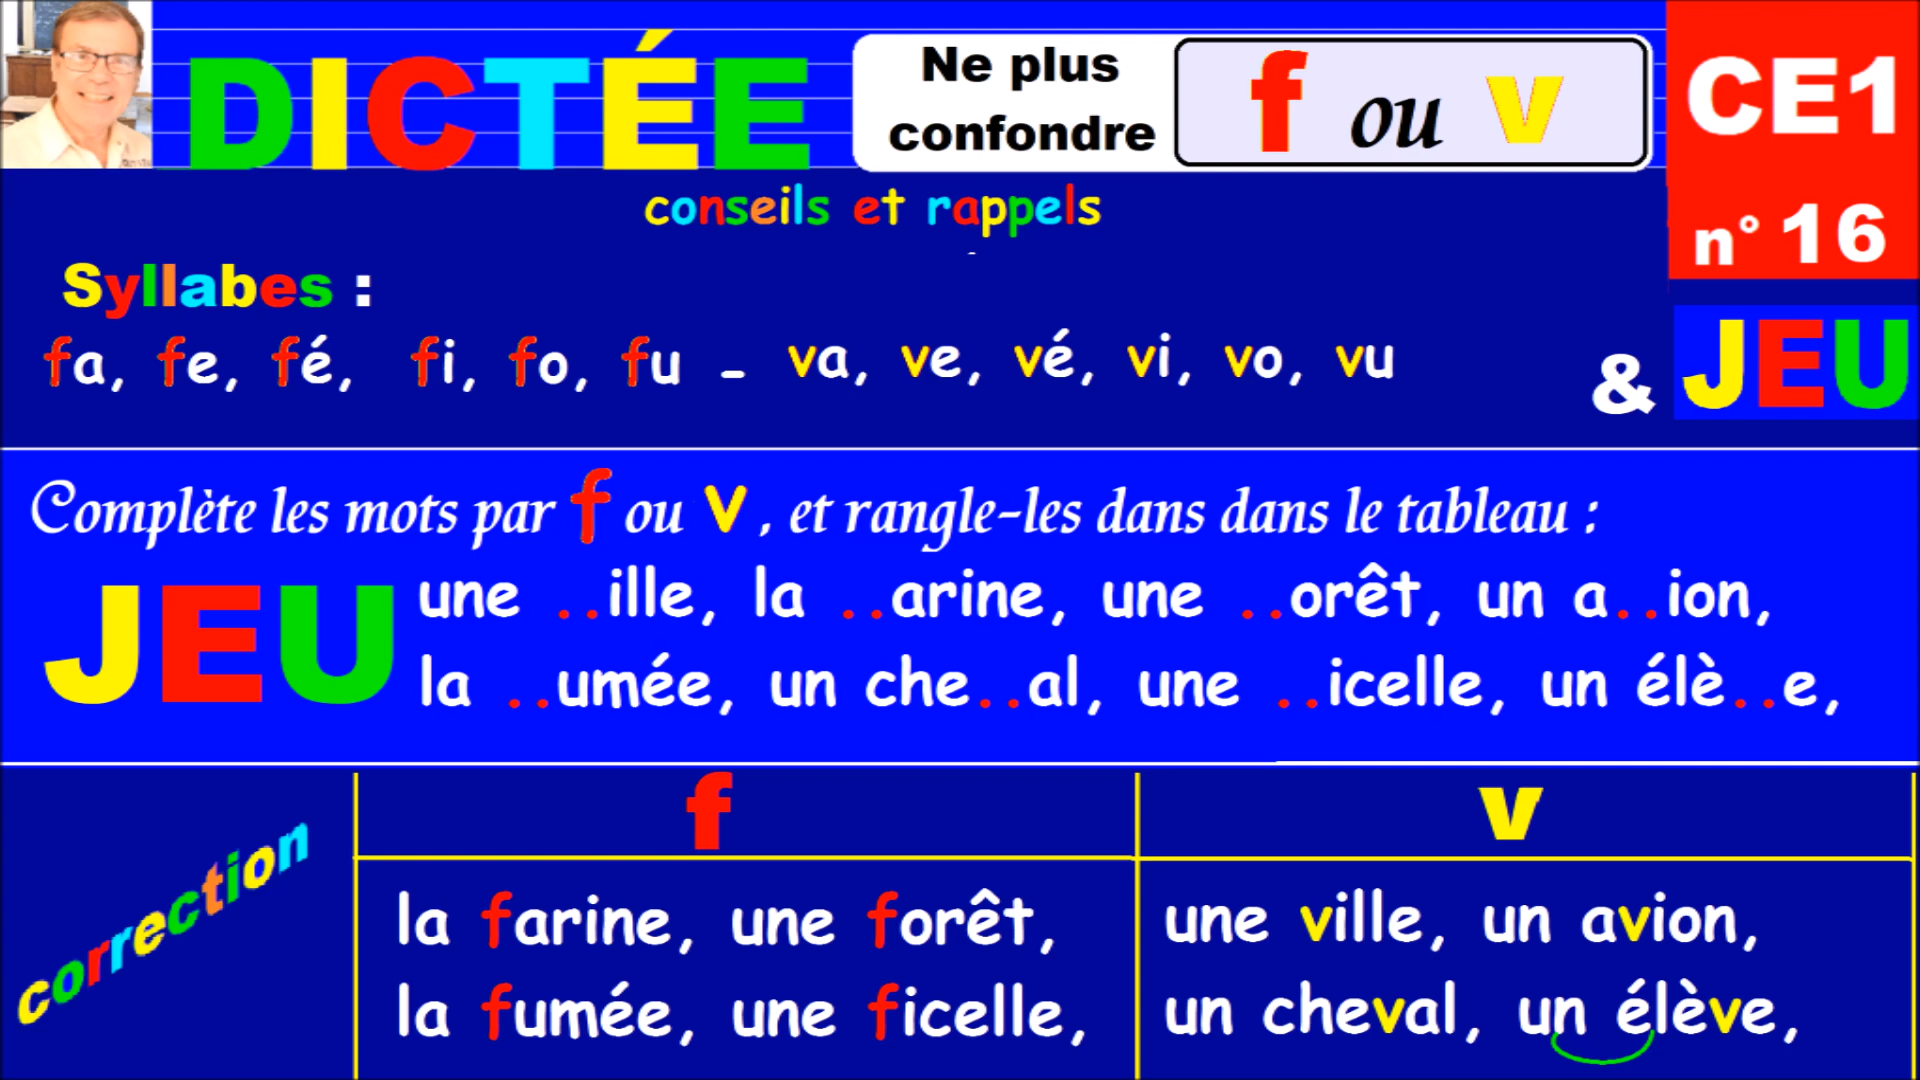 DICTÉE
Ne plus
confondre
f ou v
CE1
n° 16
conseils et rappels
Syllabes :
fa, fe, fé, fi, fo, fu - va, ve, vé, vi, vo, vu
& JEU
Complète les mots par f ou v, et rangle-les dans dans le tableau :
JEU
une ..ille, la ..arine, une ..orêt, un a..ion,
la ..umée, un che..al, une ..icelle, un élè..e,
correction
f
v
la farine, une forêt,
la fumée, une ficelle,
une ville, un avion,
un cheval, un élève,